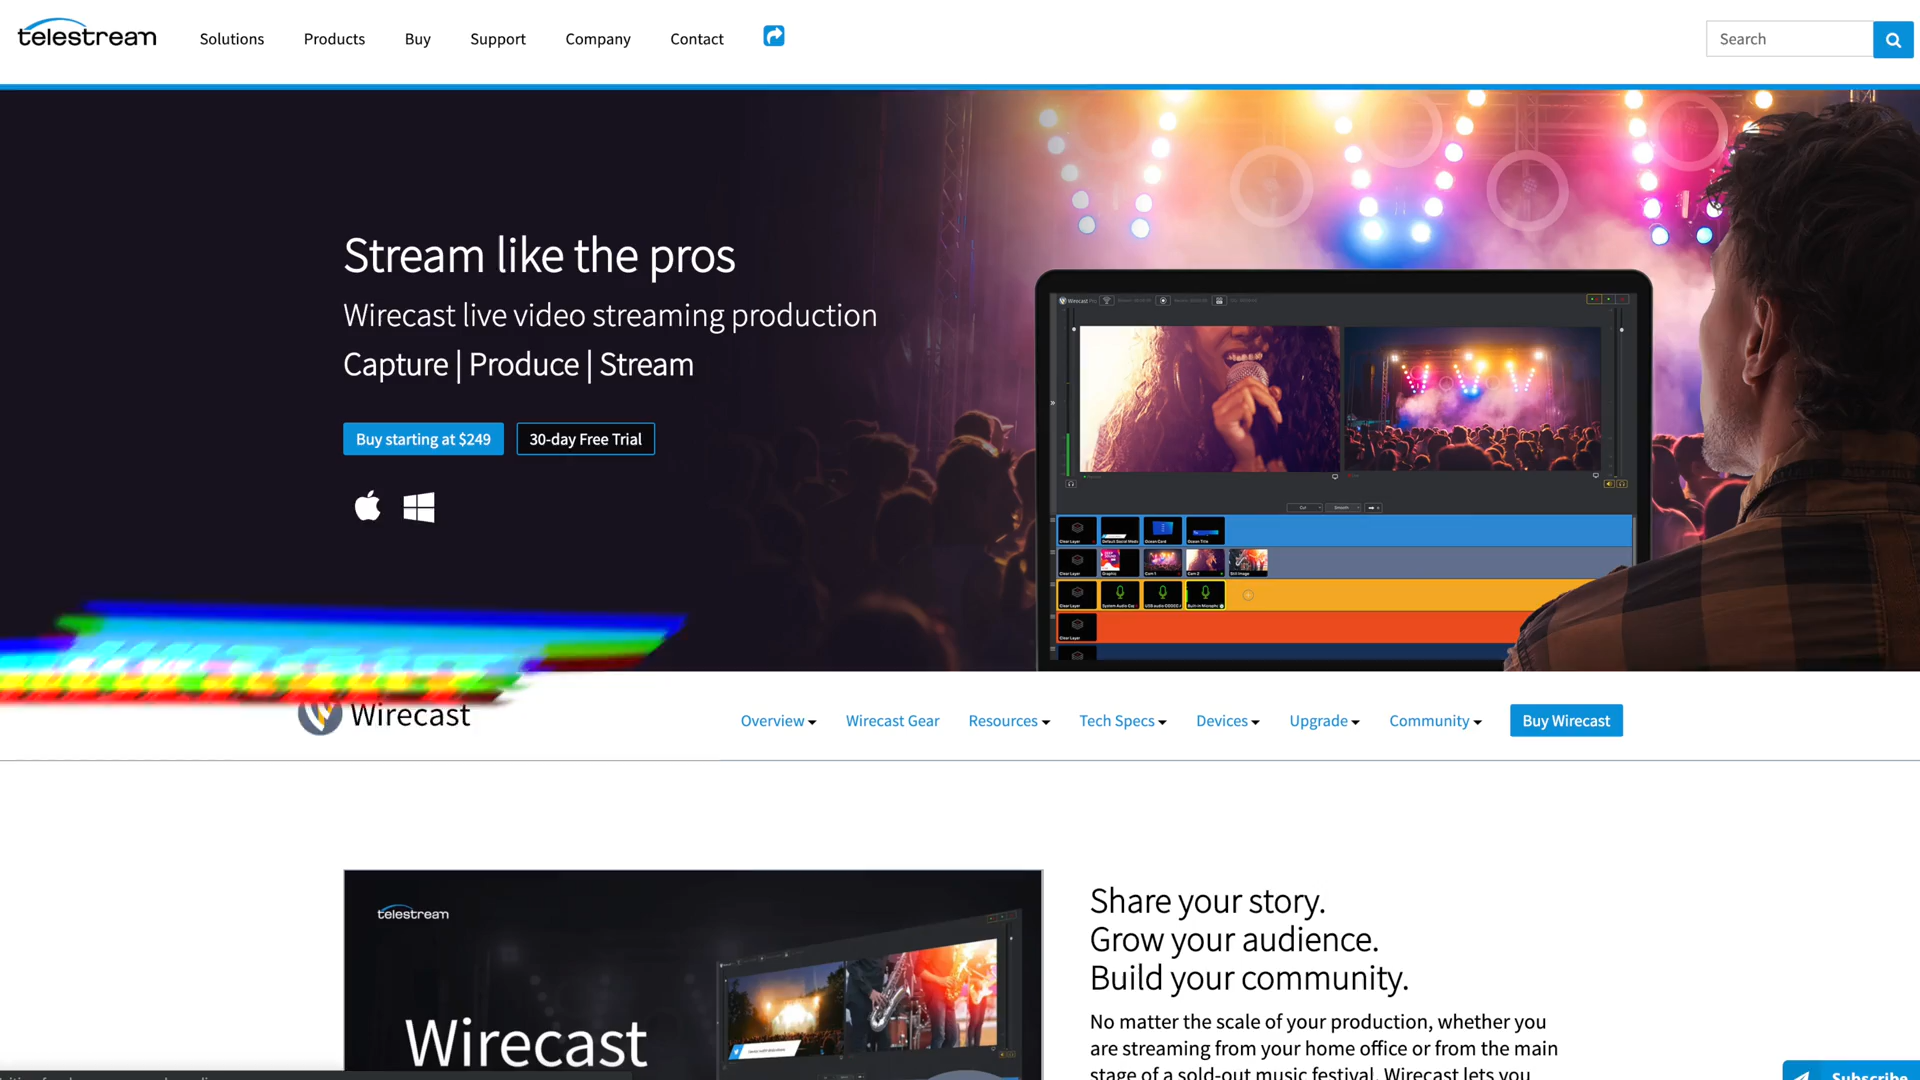 telestream
Solutions Products Buy Support Company Contact
Search
Stream like the pros
Wirecast live video streaming production
Capture | Produce | Stream
Buy starting at $249 30-day Free Trial
Wirecast
Overview Wirecast Gear Resources Tech Specs Devices Upgrade Community Buy Wirecast
telestream
Wirecast
Share your story.
Grow your audience.
Build your community.
No matter the scale of your production, whether you
are streaming from your home office or from the main
stage of a sold-out music festival, Wirecast lets you
Subscribe